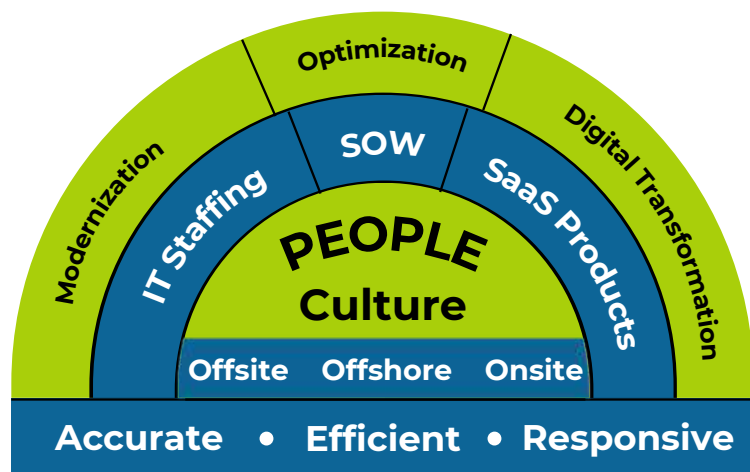 Modernization
Optimization
Digital Transformation
IT Staffing
SOW
SaaS Products
PEOPLE
Culture
Offsite Offshore Onsite
Accurate • Efficient • Responsive